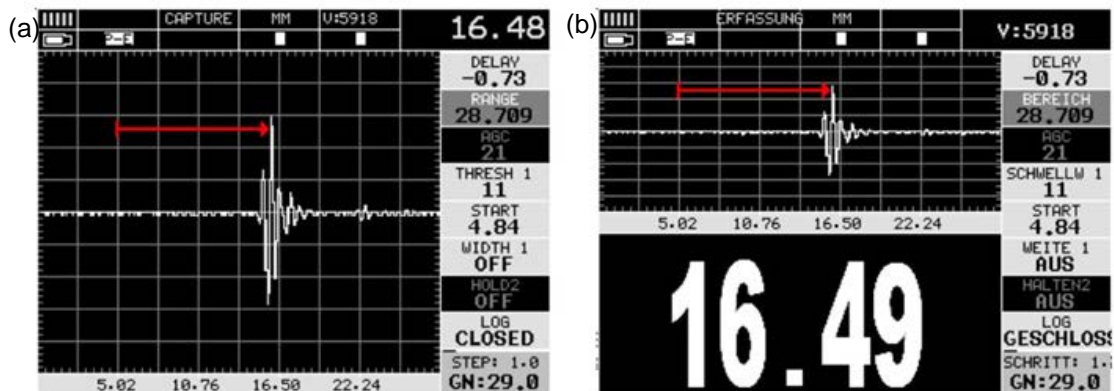 (a)
CAPTURE MM V:5918 16.48
P-E
DELAY
-0.73
RANGE
28.709
AGC
21
THRESH 1
11
START
4.84
WIDTH 1
OFF
HOLD2
OFF
LOG
CLOSED
STEP: 1.0
GN:29.0
5.02 10.76 16.50 22.24
(b)
ERFASSUNG MM V:5918
P-E
DELAY
-0.73
BEREICH
28.709
AGC
21
SCHWELLW 1
11
START
4.84
WEITE 1
AUS
HALTEN2
AUS
LOG
GESCHLOSS
SCHRITT: 1.
GN:29.0
5.02 10.76 16.50 22.24
16.49